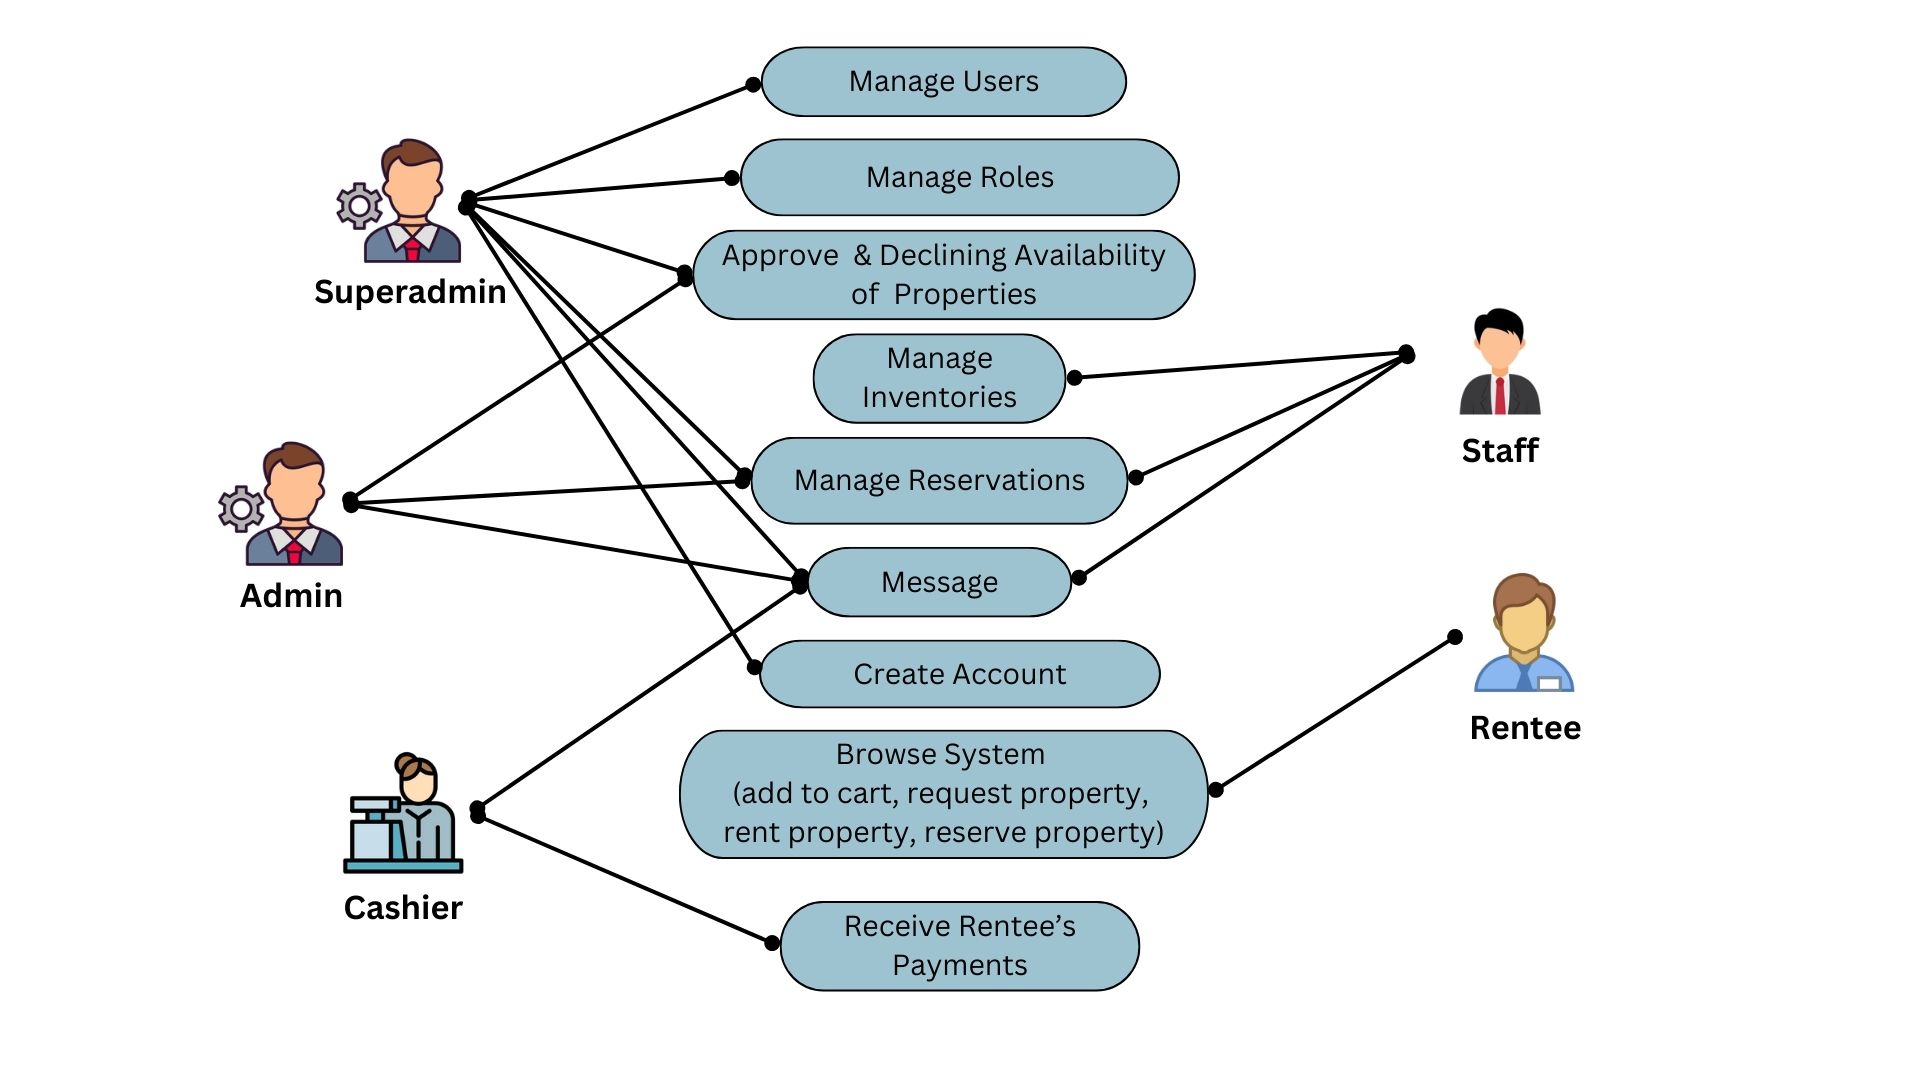 Manage Users
Manage Roles
Superadmin
Approve & Declining Availability
of Properties
Manage
Inventories
Staff
Manage Reservations
Admin
Message
Create Account
Rentee
Browse System
(add to cart, request property,
rent property, reserve property)
Cashier
Receive Rentee’s
Payments